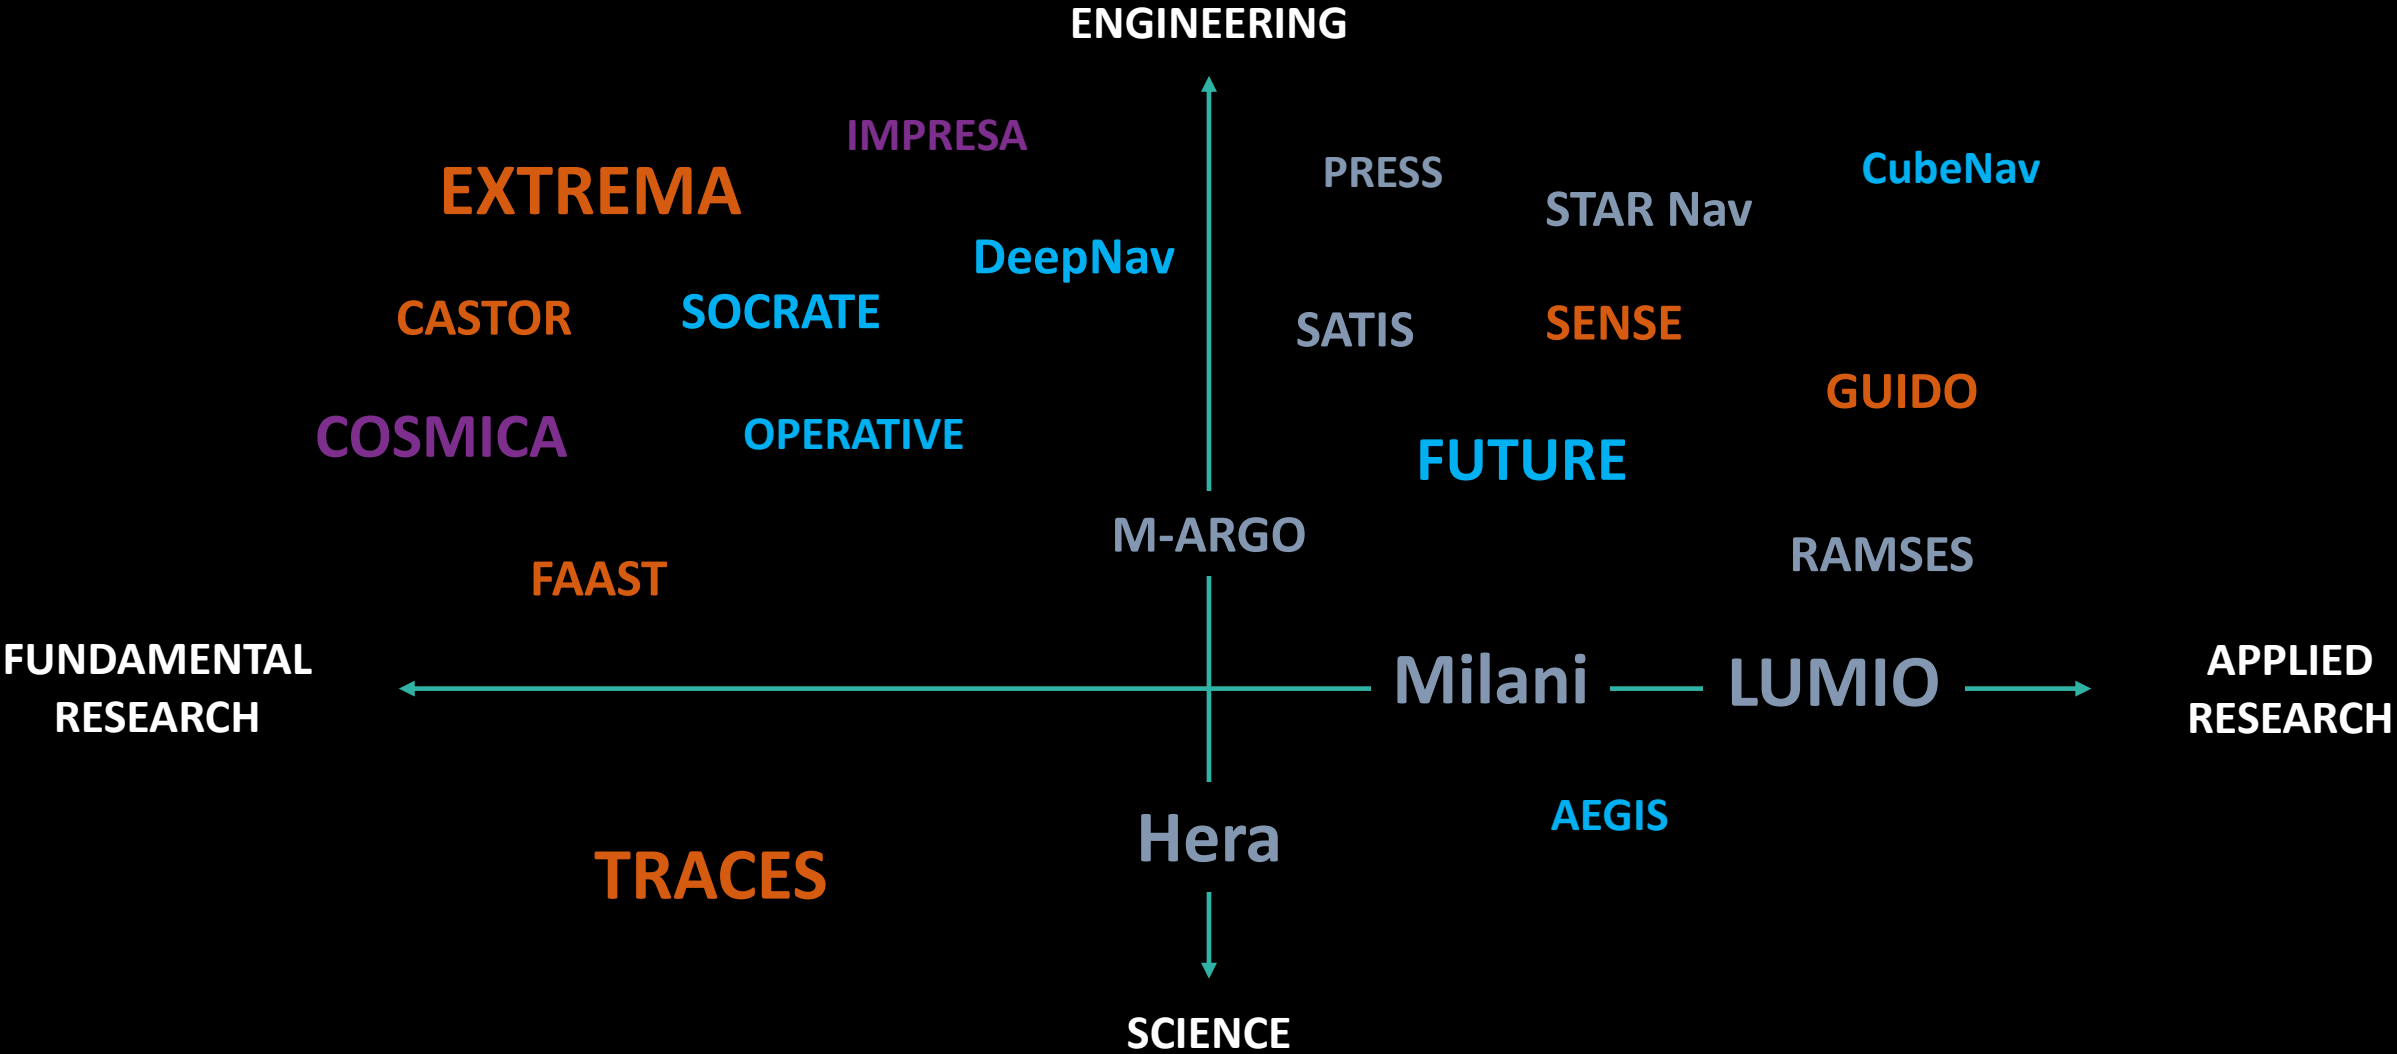 ENGINEERING
IMPRESA
EXTREMA
PRESS
CubeNav
STAR Nav
DeepNav
CASTOR
SOCRATE
SATIS
SENSE
GUIDO
COSMICA
OPERATIVE
FUTURE
M-ARGO
RAMSES
FAAST
FUNDAMENTAL
RESEARCH
Milani
LUMIO
APPLIED
RESEARCH
Hera
AEGIS
TRACES
SCIENCE